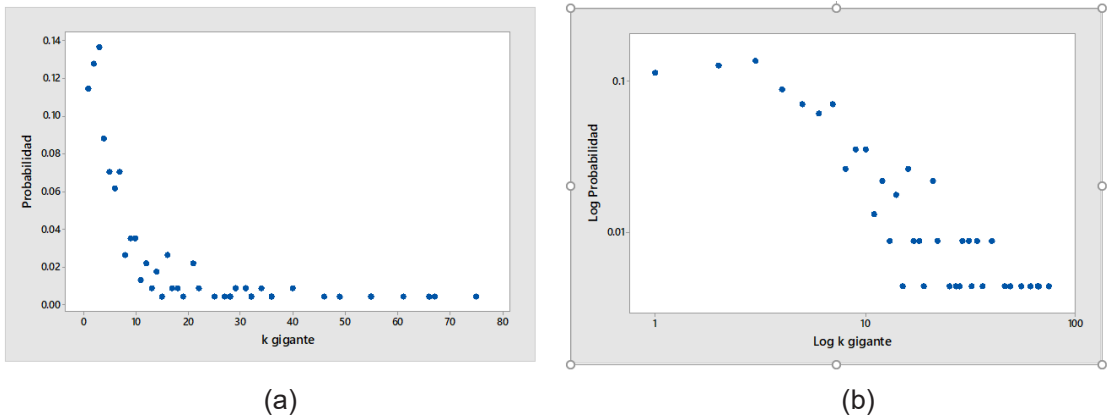 0.14
0.12
0.10
0.08
0.06
0.04
0.02
0.00
Probabilidad
0 10 20 30 40 50 60 70 80
k gigante
(a)
0.1
0.01
Log Probabilidad
1 10 100
Log k gigante
(b)